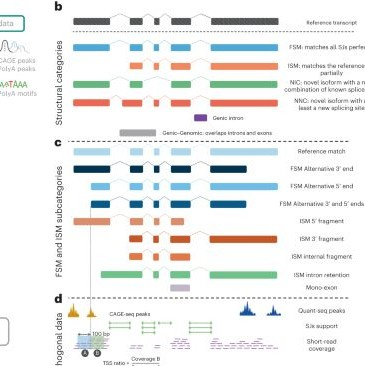 b
data
Reference transcript
FSM: matches all SJs perfe
CAGE peaks
PolyA peaks
ISM: matches the reference
partially
AATAAA
PolyA motifs
NIC: novel isoform with a n
combination of known splice
NNC: novel isoform with a
least a new splicing site
Structural categories
Genic intron
Genic–Genomic: overlaps introns and exons
c
Reference match
FSM Alternative 3' end
FSM Alternative 5' end
FSM Alternative 3' and 5' ends
ISM 5' fragment
ISM 3' fragment
ISM internal fragment
ISM intron retention
Mono-exon
FSM and ISM subcategories
d
CAGE-seq peaks
Quant-seq peaks
SJs support
100 bp
Short-read
coverage
A B
TSS ratio =
Coverage B
hogonal data